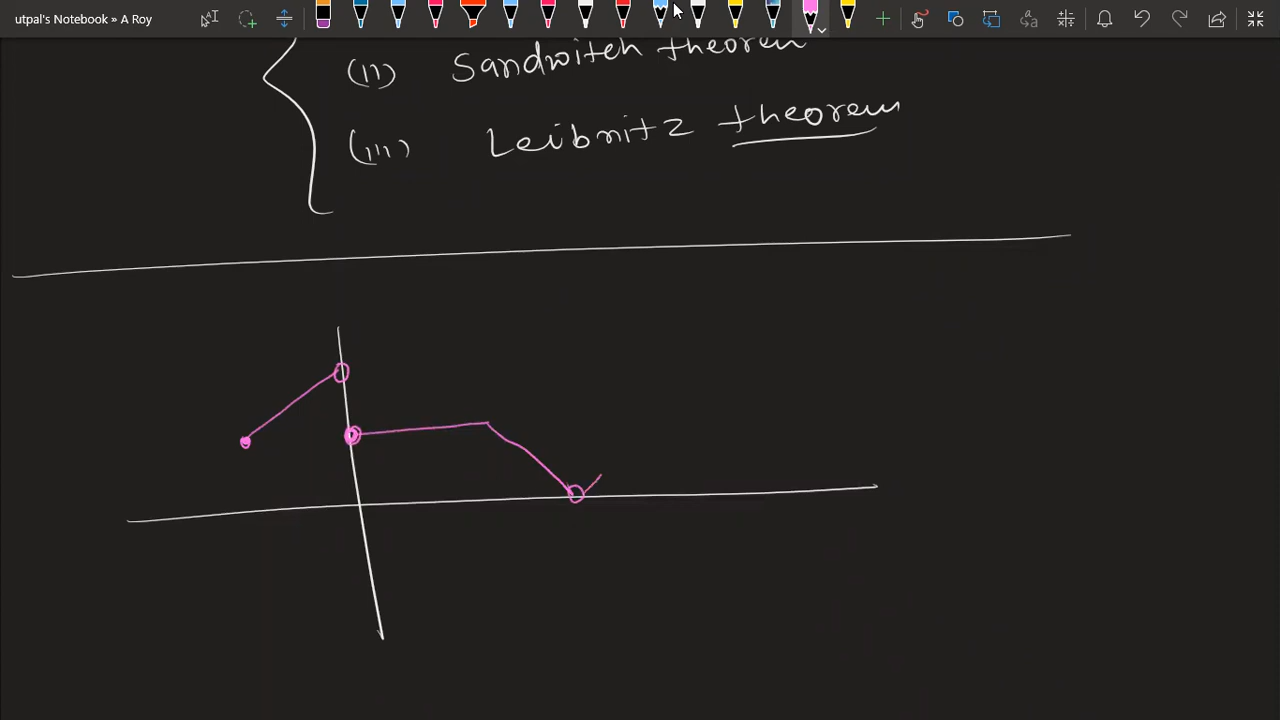 utpal's Notebook » A Roy
(II) Sandwitch theorem
(III) Leibnitz theorem